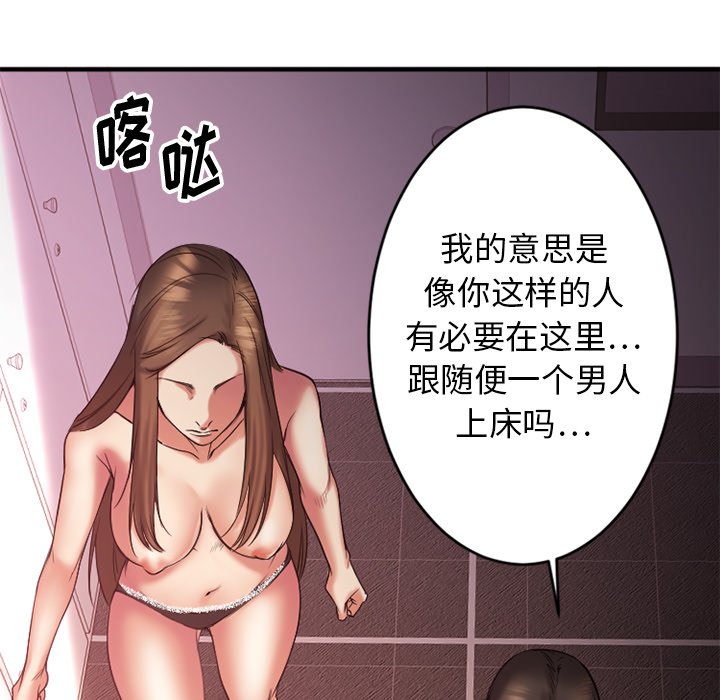 喀哒
我的意思是
像你这样的人
有必要在这里...
跟随便一个男人
上床吗...